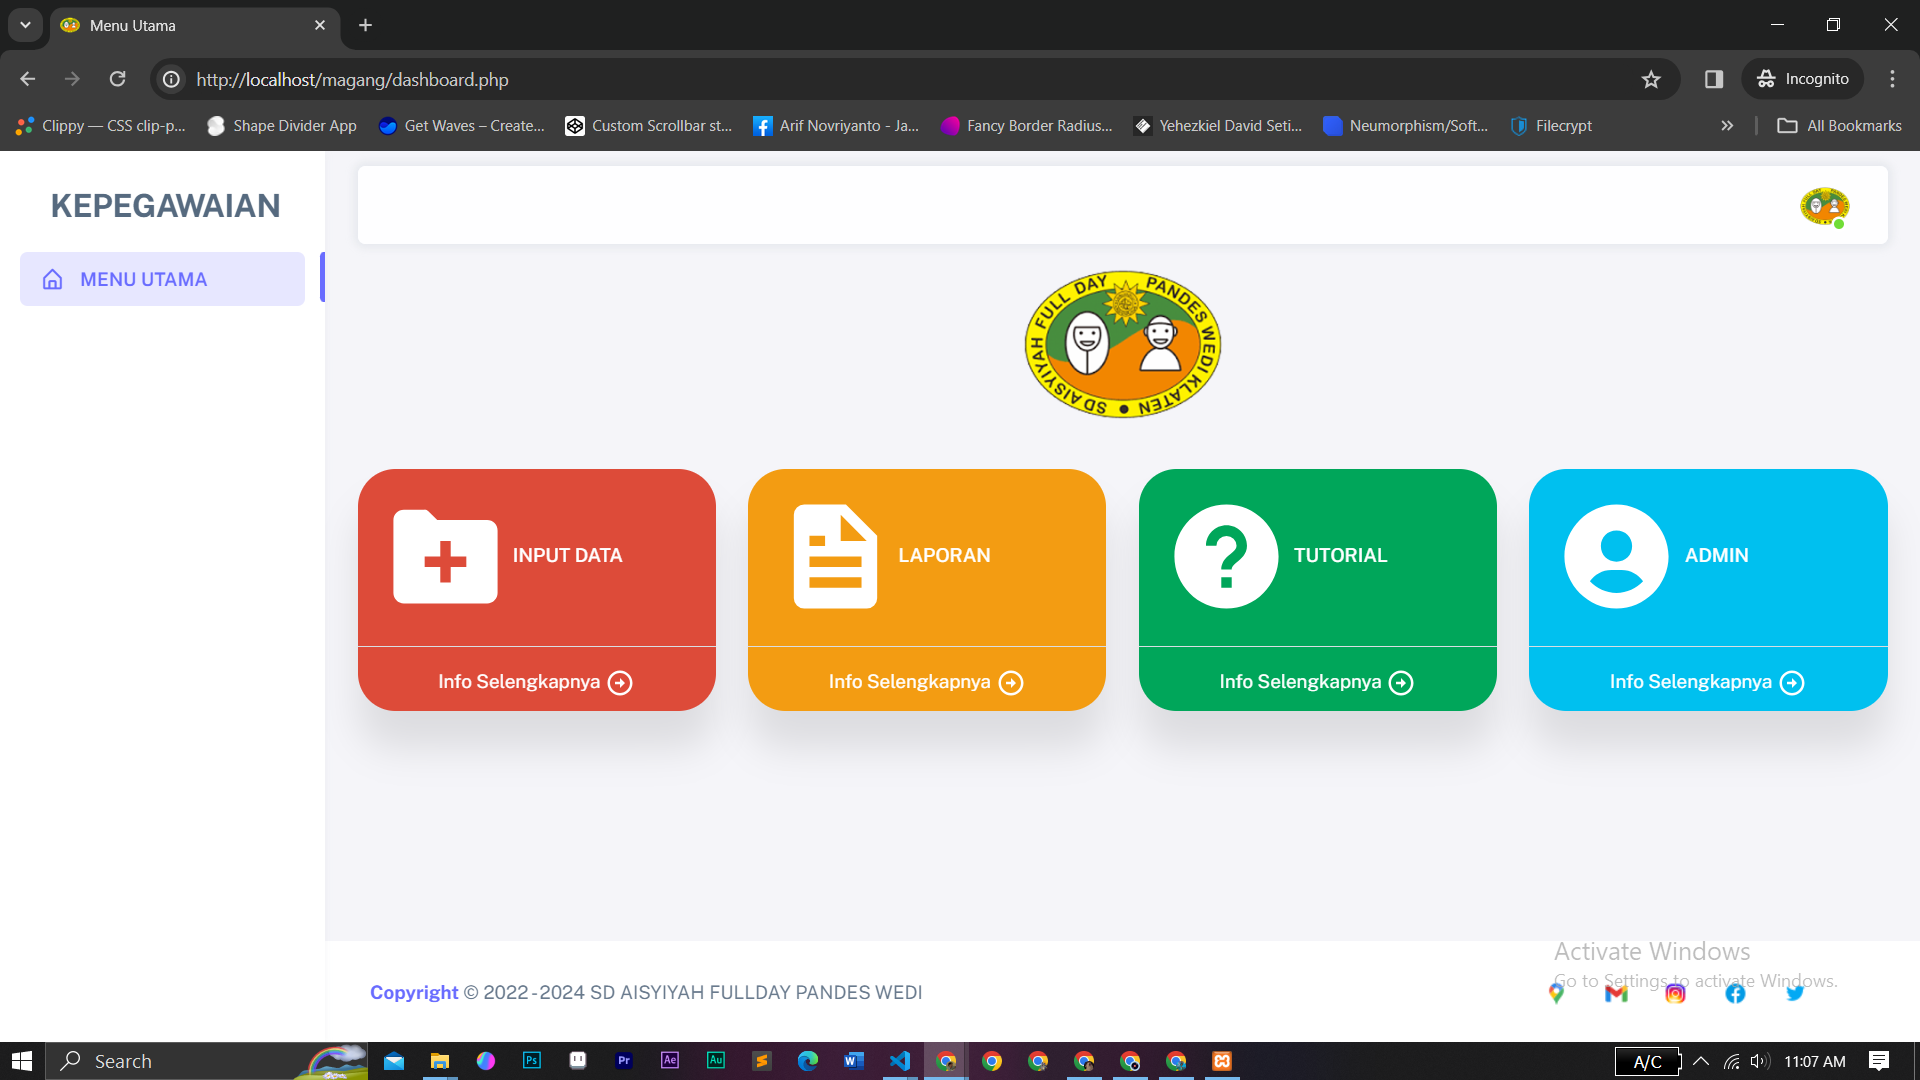 Menu Utama
http://localhost/magang/dashboard.php
Incognito
Clippy — CSS clip-p...
Shape Divider App
Get Waves – Create...
Custom Scrollbar st...
Arif Novriyanto - Ja...
Fancy Border Radius...
Yehezkiel David Seti...
Neumorphism/Soft...
Filecrypt
All Bookmarks
KEPEGAWAIAN
MENU UTAMA
SD AISYIYAH FULL DAY PANDES WEDI KLATEN
INPUT DATA
LAPORAN
TUTORIAL
ADMIN
Info Selengkapnya
Info Selengkapnya
Info Selengkapnya
Info Selengkapnya
Activate Windows
Go to Settings to activate Windows.
Copyright © 2022 - 2024 SD AISYIYAH FULLDAY PANDES WEDI
Search
Ps
Pr
Ae
Au
W
A/C
11:07 AM